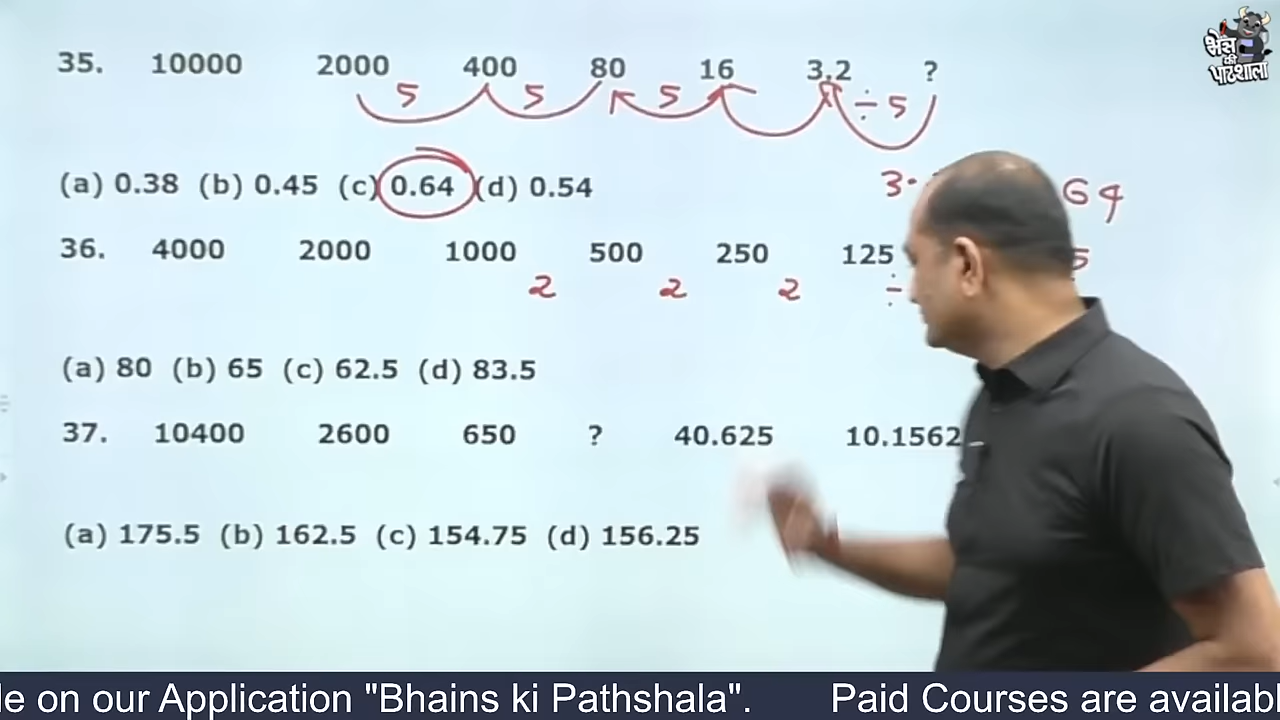 भैंस
की
पाठशाला
35. 10000 2000 400 80 16 3.2 ?
5 5 5 ÷5
(a) 0.38 (b) 0.45 (c) 0.64 (d) 0.54
3. 64
36. 4000 2000 1000 500 250 125
2 2 2 ÷ 5
(a) 80 (b) 65 (c) 62.5 (d) 83.5
37. 10400 2600 650 ? 40.625 10.1562
(a) 175.5 (b) 162.5 (c) 154.75 (d) 156.25
le on our Application "Bhains ki Pathshala". Paid Courses are availabl